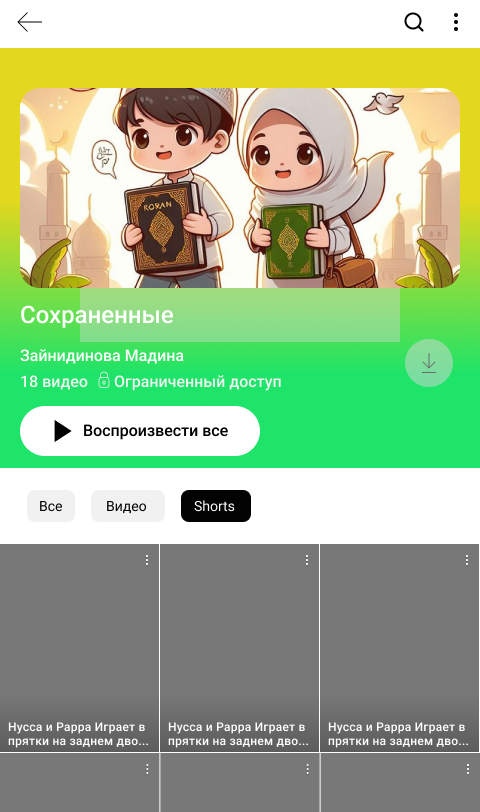 KORAN
Сохраненные
Зайнидинова Мадина
18 видео Ограниченный доступ
Воспроизвести все
Все Видео Shorts
Нусса и Рарра Играет в
прятки на заднем дво...
Нусса и Рарра Играет в
прятки на заднем дво...
Нусса и Рарра Играет в
прятки на заднем дво...